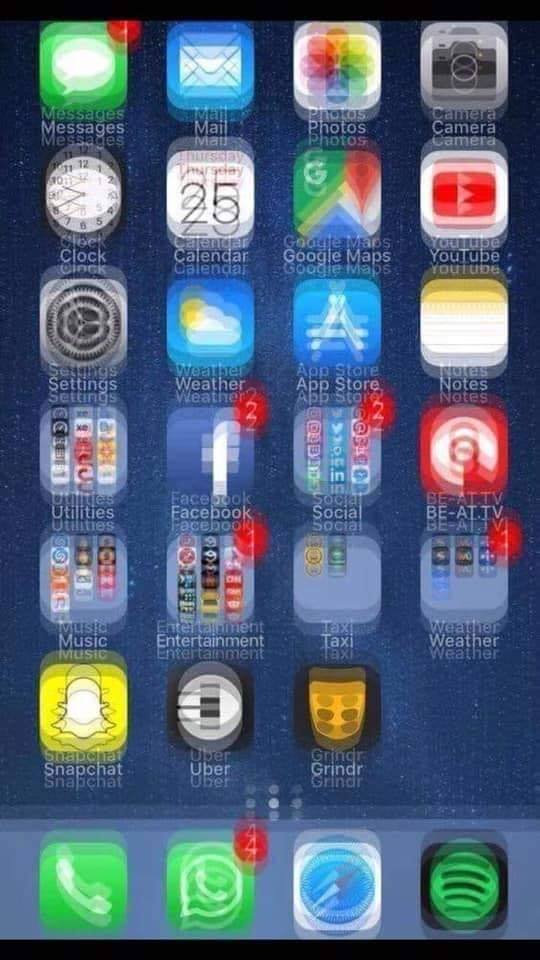 1
Messages Mail Photos Camera
Thursday
25
Clock Calendar Google Maps YouTube
Settings Weather App Store Notes
2 2
Utilities Facebook Social BE-AT.TV
1 1
Music Entertainment Taxi Weather
Snapchat Uber Grindr
4